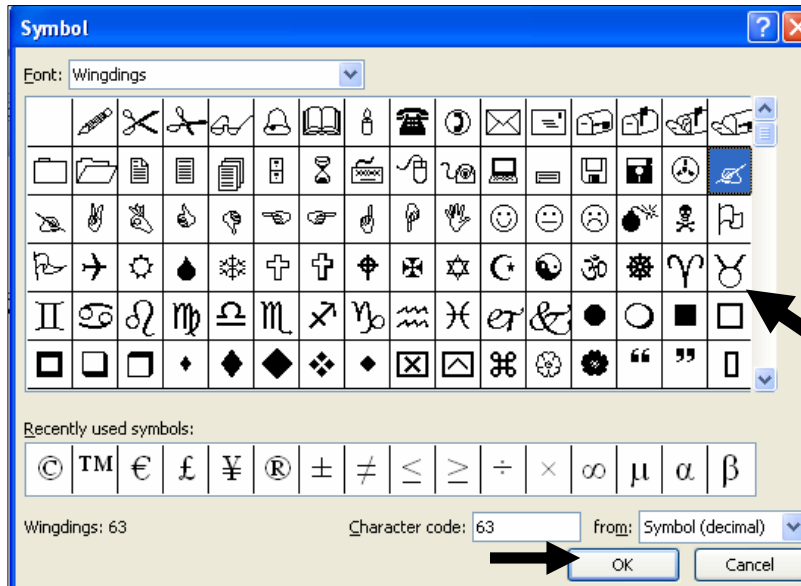 Symbol
Font: Wingdings
Recently used symbols:
© TM € £ ¥ ® ± ≠ ≤ ≥ ÷ × ∞ μ α β
Wingdings: 63
Character code: 63 from: Symbol (decimal)
OK Cancel